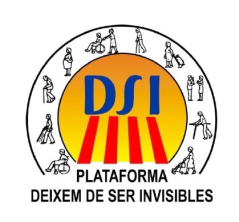 DSI
PLATAFORMA
DEIXEM DE SER INVISIBLES